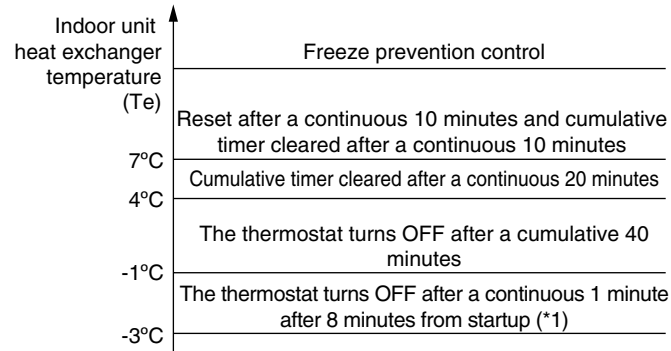 Indoor unit
heat exchanger
temperature
(Te)
Freeze prevention control
Reset after a continuous 10 minutes and cumulative
timer cleared after a continuous 10 minutes
7ºC
Cumulative timer cleared after a continuous 20 minutes
4ºC
The thermostat turns OFF after a cumulative 40
minutes
-1ºC
The thermostat turns OFF after a continuous 1 minute
after 8 minutes from startup (*1)
-3ºC